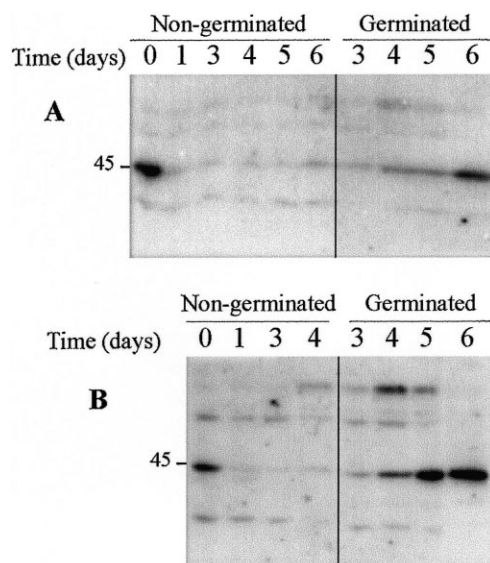 Non-germinated Germinated
Time (days) 0 1 3 4 5 6 3 4 5 6
A
45
Non-germinated Germinated
Time (days) 0 1 3 4 3 4 5 6
B
45